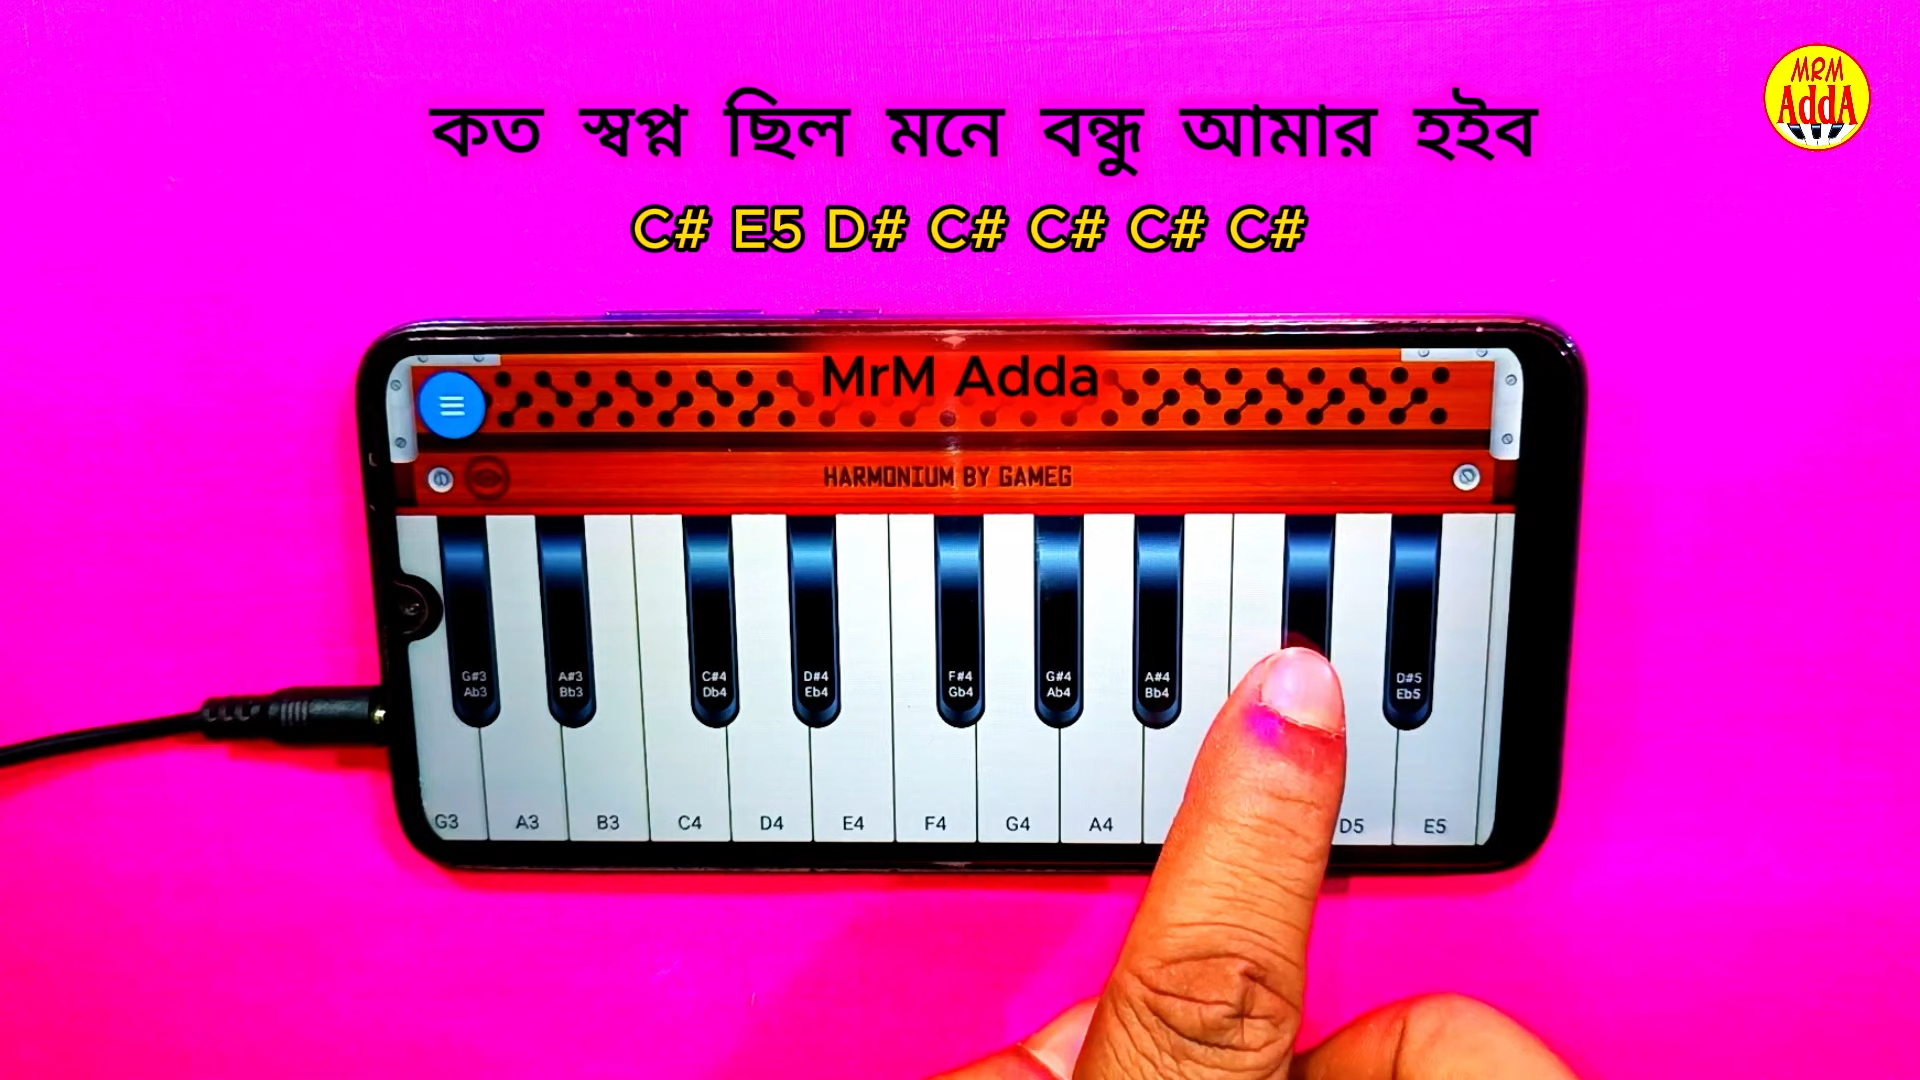 কত স্বপ্ন ছিল মনে বন্ধু আমার হইব
C# E5 D# C# C# C# C#
MRM
AddA
MrM Adda
HARMONIUM BY GAMEG
G#3 A#3 C#4 D#4 F#4 G#4 A#4 D#5
Ab3 Bb3 Db4 Eb4 Gb4 Ab4 Bb4 Eb5
G3 A3 B3 C4 D4 E4 F4 G4 A4 D5 E5